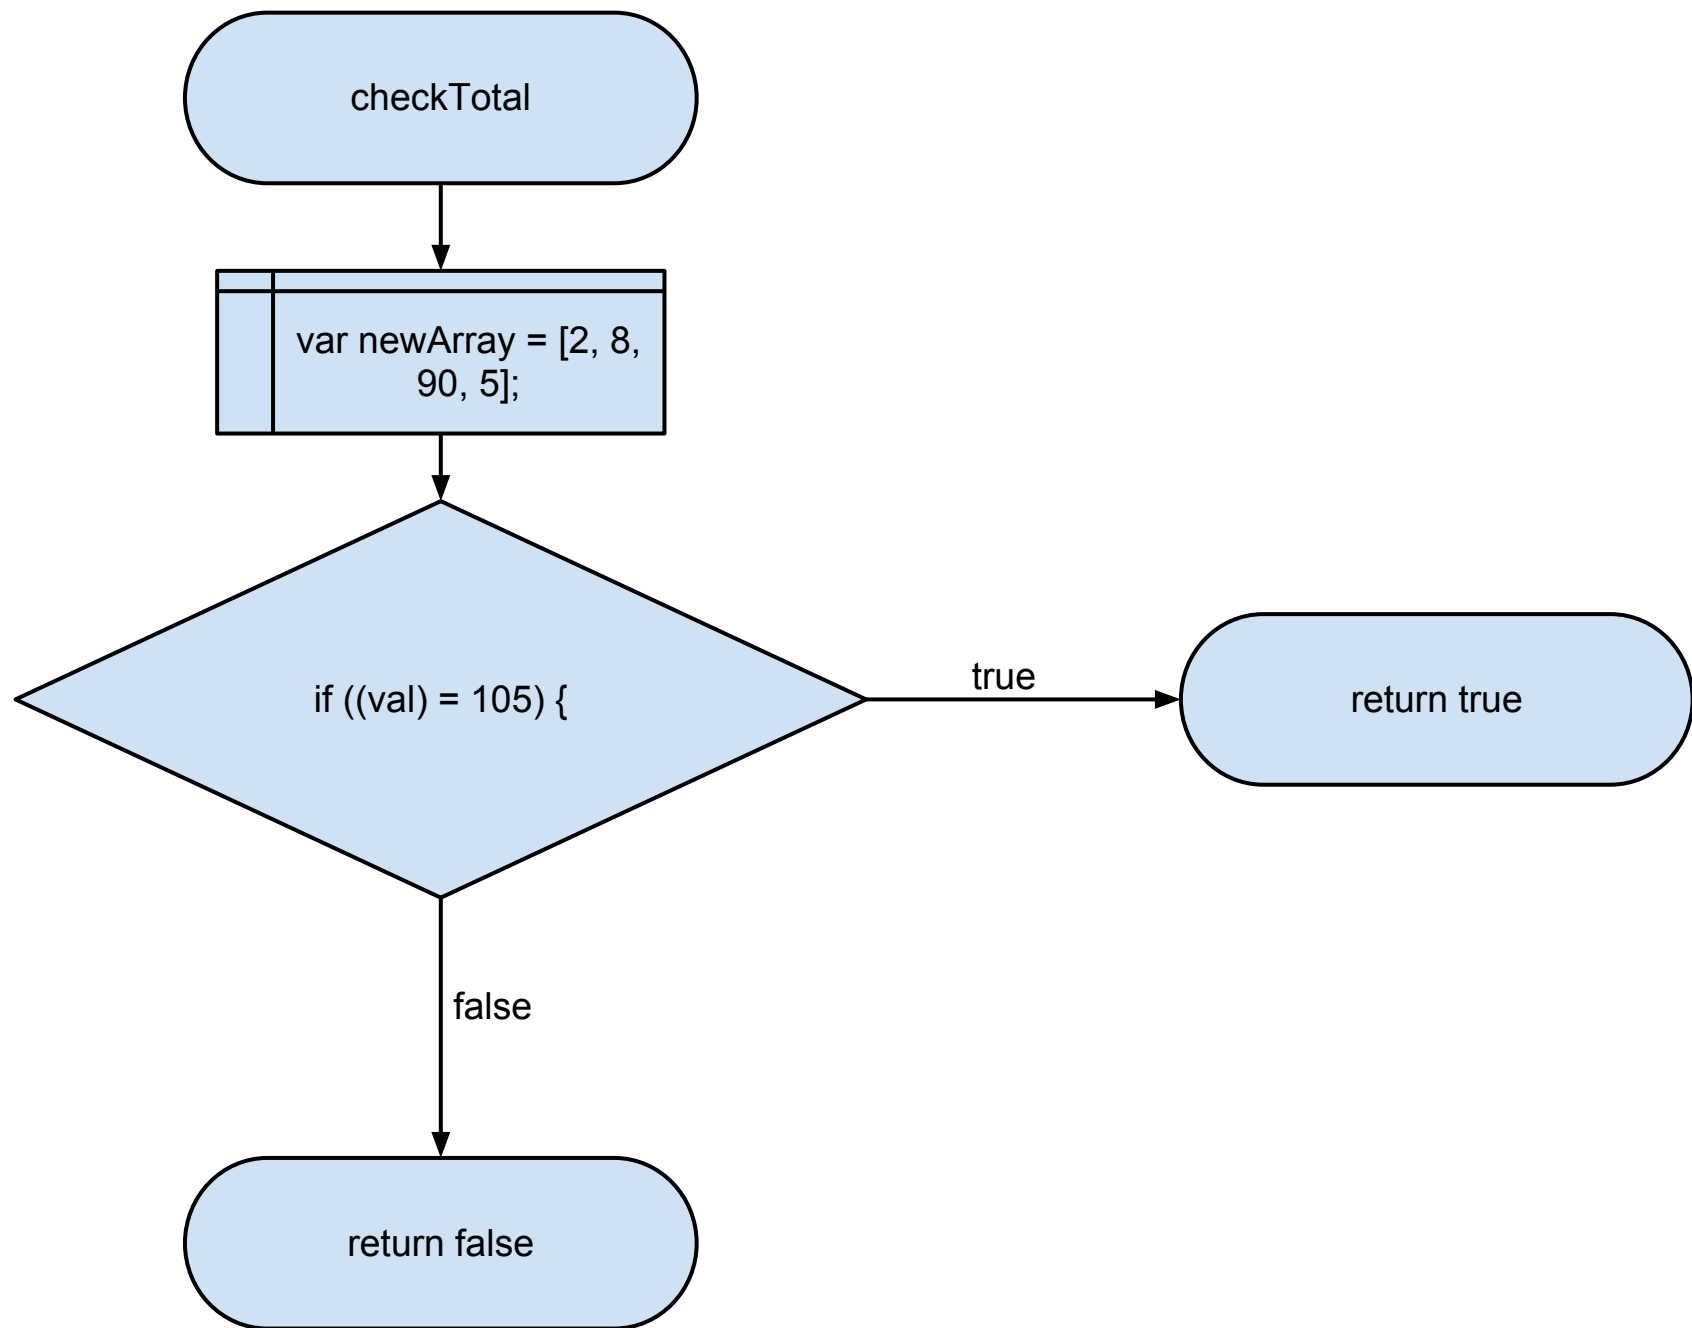 checkTotal
var newArray = [2, 8,
90, 5];
if ((val) = 105) {
true
return true
false
return false